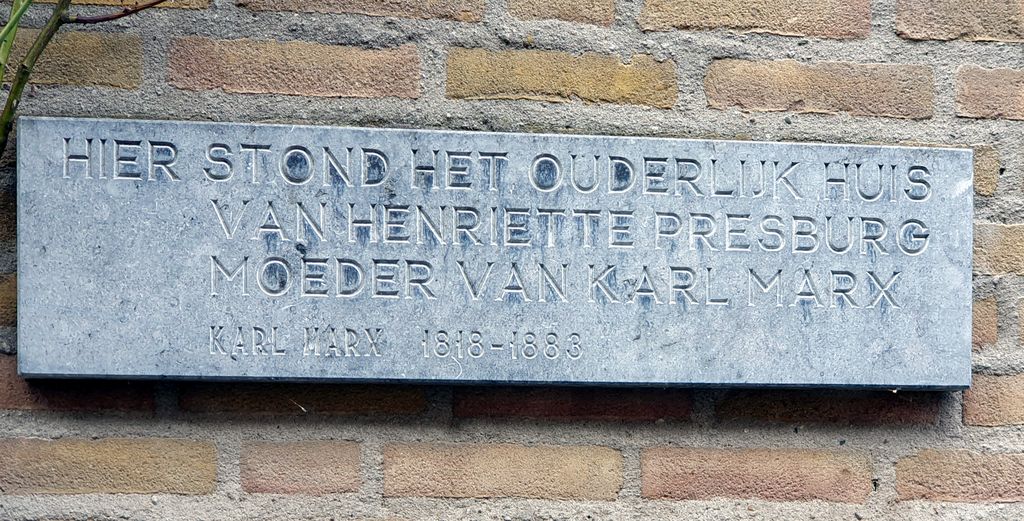 HIER STOND HET OUDERLIJK HUIS
VAN HENRIETTE PRESBURG
MOEDER VAN KARL MARX
KARL MARX 1818-1883